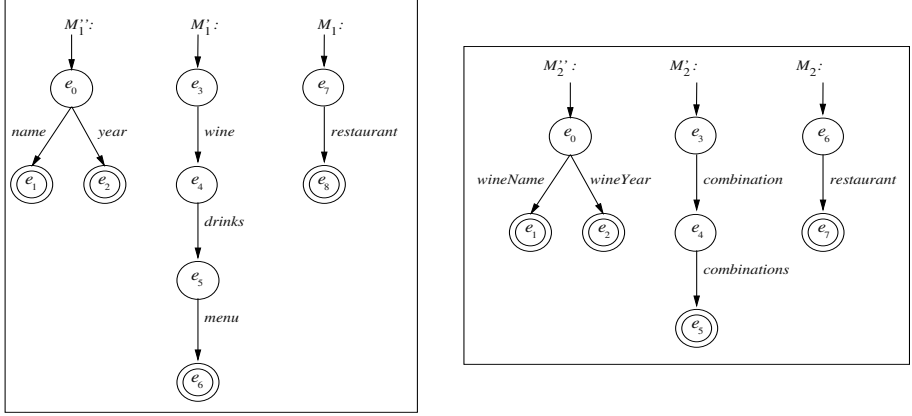 M₁'': M₁': M₁:
e₀ e₃ e₇
name year wine restaurant
e₁ e₂ e₄ e₈
drinks
e₅
menu
e₆
M₂'': M₂': M₂:
e₀ e₃ e₆
wineName wineYear combination restaurant
e₁ e₂ e₄ e₇
combinations
e₅